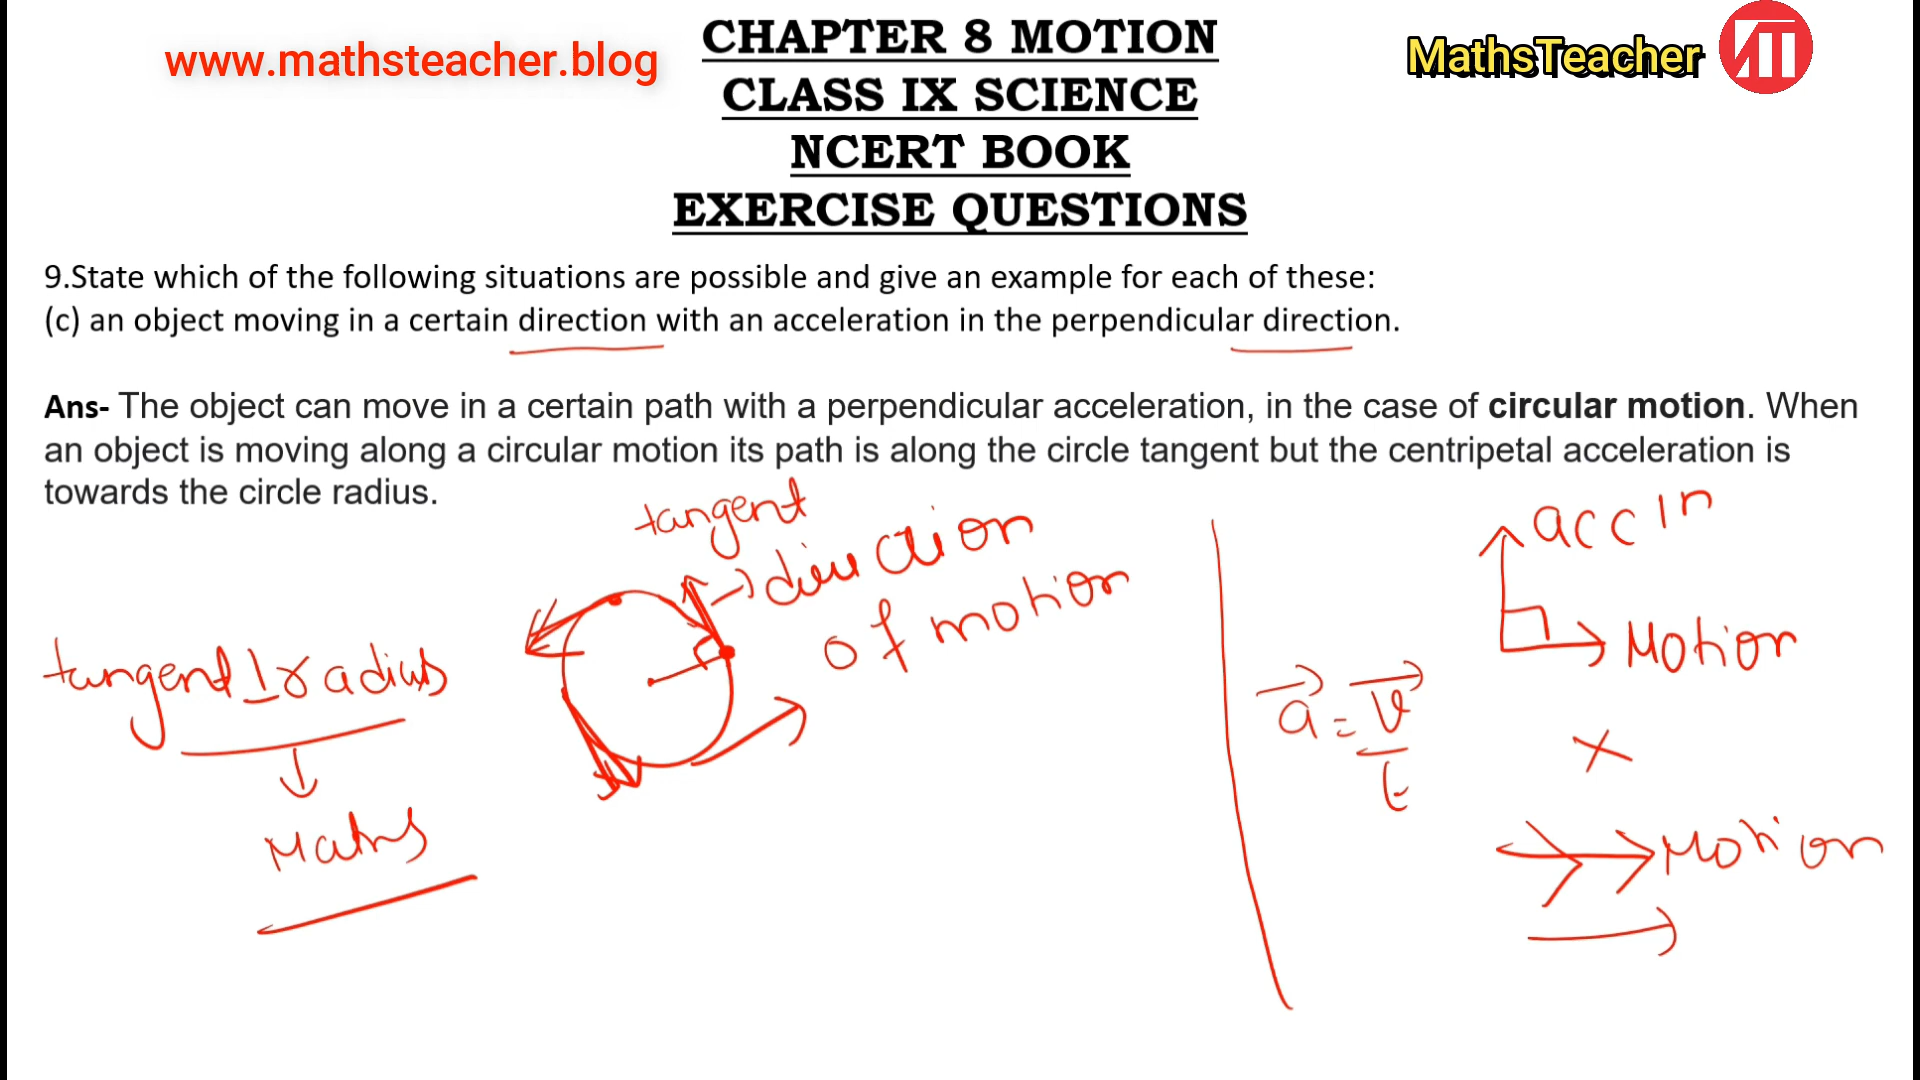 www.mathsteacher.blog
MathsTeacher
CHAPTER 8 MOTION
CLASS IX SCIENCE
NCERT BOOK
EXERCISE QUESTIONS
9.State which of the following situations are possible and give an example for each of these:
(c) an object moving in a certain direction with an acceleration in the perpendicular direction.
Ans- The object can move in a certain path with a perpendicular acceleration, in the case of circular motion. When
an object is moving along a circular motion its path is along the circle tangent but the centripetal acceleration is
towards the circle radius.
tangent
→ direction
of motion
tangent ⊥ radius
↓
Maths
accln
Motion
a⃗ = v⃗/t
×
Motion